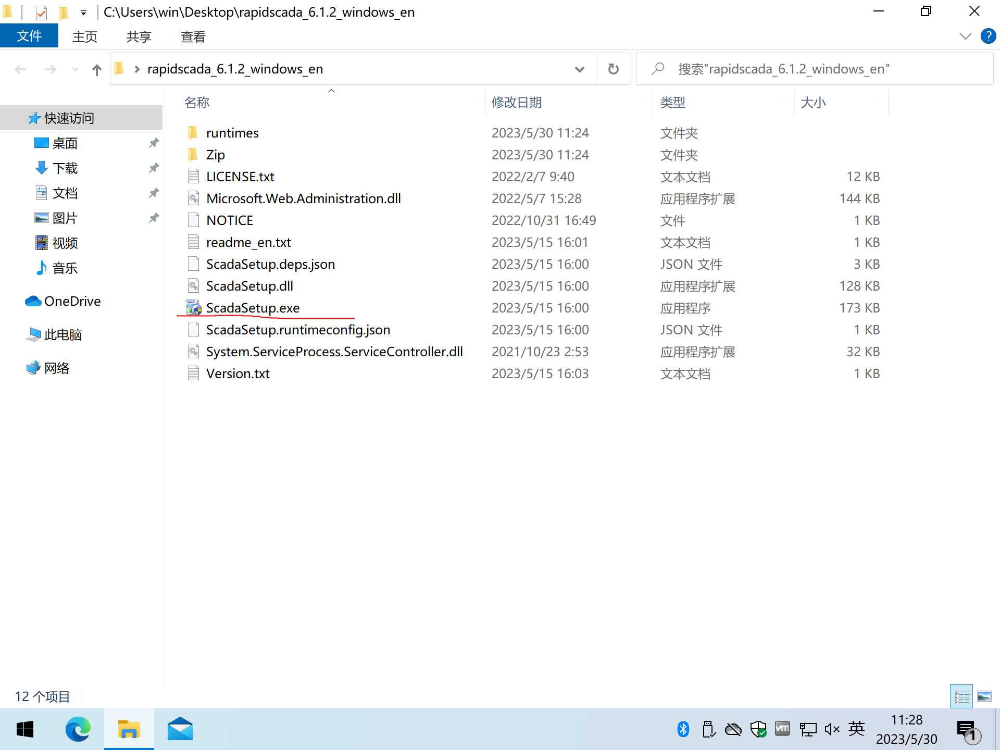 C:\Users\win\Desktop\rapidscada_6.1.2_windows_en
文件 主页 共享 查看
rapidscada_6.1.2_windows_en 搜索"rapidscada_6.1.2_windows_en"
名称 修改日期 类型 大小
快速访问
桌面
下载
文档
图片
视频
音乐
OneDrive
此电脑
网络
runtimes 2023/5/30 11:24 文件夹
Zip 2023/5/30 11:24 文件夹
LICENSE.txt 2022/2/7 9:40 文本文档 12 KB
Microsoft.Web.Administration.dll 2022/5/7 15:28 应用程序扩展 144 KB
NOTICE 2022/10/31 16:49 文件 1 KB
readme_en.txt 2023/5/15 16:01 文本文档 1 KB
ScadaSetup.deps.json 2023/5/15 16:00 JSON 文件 3 KB
ScadaSetup.dll 2023/5/15 16:00 应用程序扩展 128 KB
ScadaSetup.exe 2023/5/15 16:00 应用程序 173 KB
ScadaSetup.runtimeconfig.json 2023/5/15 16:00 JSON 文件 1 KB
System.ServiceProcess.ServiceController.dll 2021/10/23 2:53 应用程序扩展 32 KB
Version.txt 2023/5/15 16:03 文本文档 1 KB
12 个项目
vm 英 11:28 1
2023/5/30